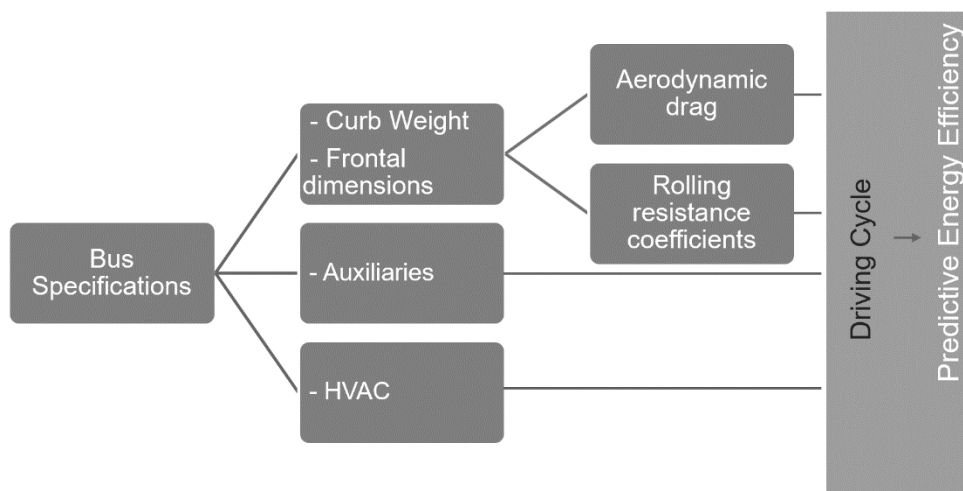 Bus
Specifications
- Curb Weight
- Frontal
dimensions
- Auxiliaries
- HVAC
Aerodynamic
drag
Rolling
resistance
coefficients
Driving Cycle
Predictive Energy Efficiency